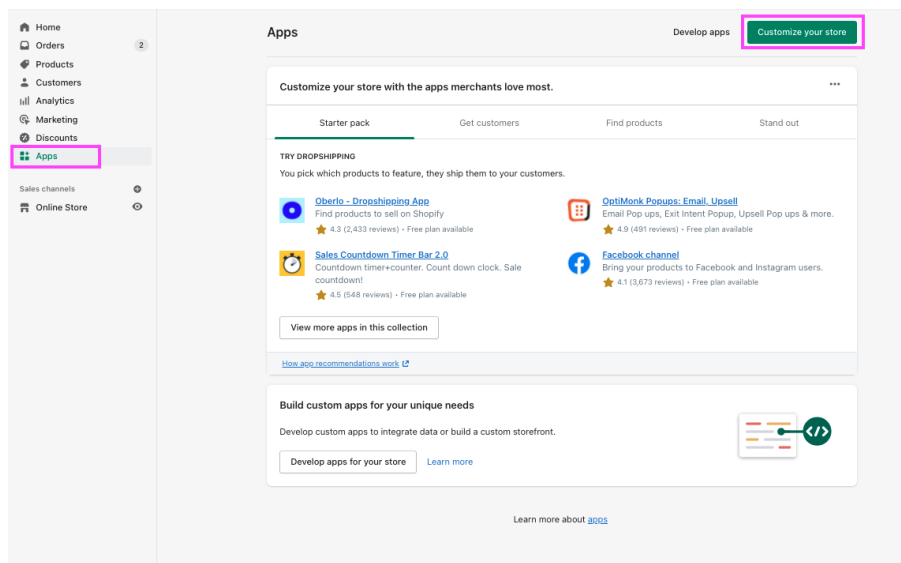 Home
Orders 2
Products
Customers
Analytics
Marketing
Discounts
Apps
Sales channels
Online Store
Apps
Develop apps
Customize your store
Customize your store with the apps merchants love most.
Starter pack
Get customers
Find products
Stand out
TRY DROPSHIPPING
You pick which products to feature, they ship them to your customers.
Oberlo - Dropshipping App
Find products to sell on Shopify
4.3 (2,433 reviews) • Free plan available
OptiMonk Popups: Email, Upsell
Email Pop ups, Exit Intent Popup, Upsell Pop ups & more.
4.9 (491 reviews) • Free plan available
Sales Countdown Timer Bar 2.0
Countdown timer+counter. Count down clock. Sale
countdown!
4.5 (548 reviews) • Free plan available
Facebook channel
Bring your products to Facebook and Instagram users.
4.1 (3,673 reviews) • Free plan available
View more apps in this collection
How app recommendations work
Build custom apps for your unique needs
Develop custom apps to integrate data or build a custom storefront.
Develop apps for your store
Learn more
Learn more about apps